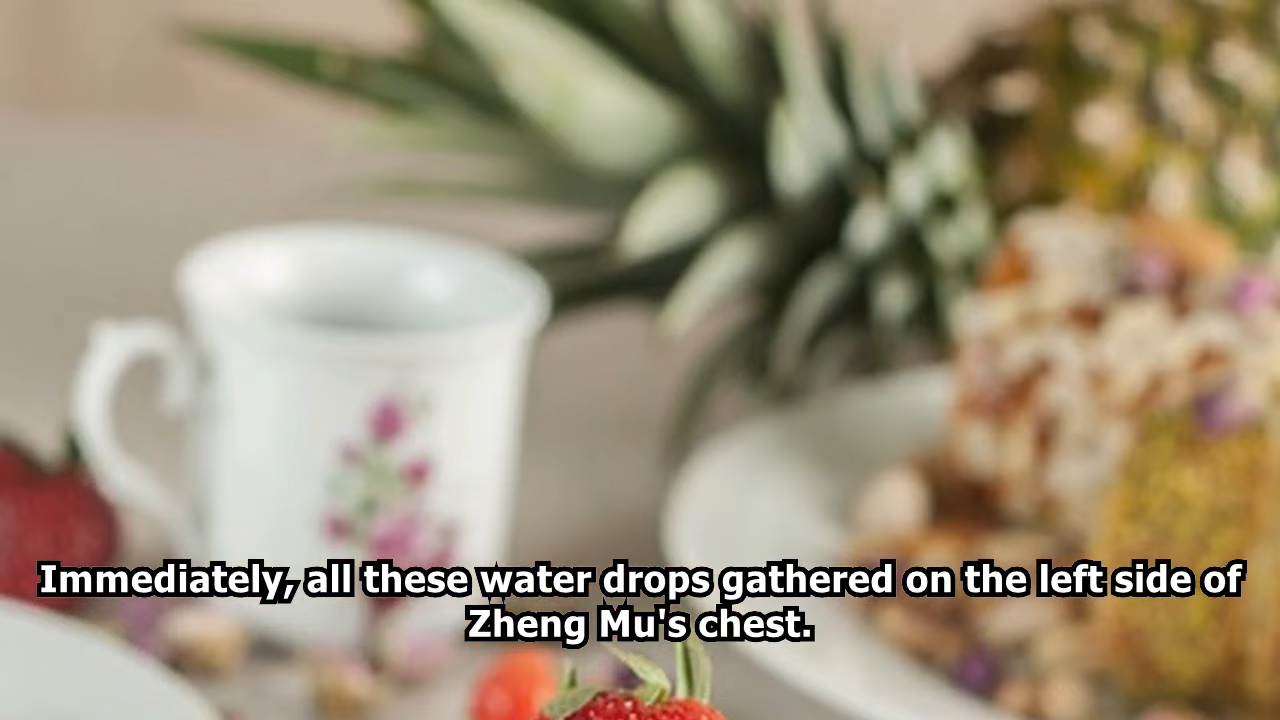 Immediately, all these water drops gathered on the left side of
Zheng Mu's chest.